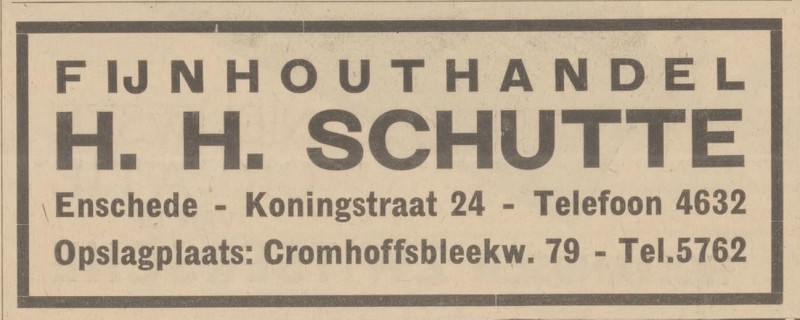 FIJNHOUTHANDEL
H. H. SCHUTTE
Enschede - Koningstraat 24 - Telefoon 4632
Opslagplaats: Cromhoffsbleekw. 79 - Tel.5762